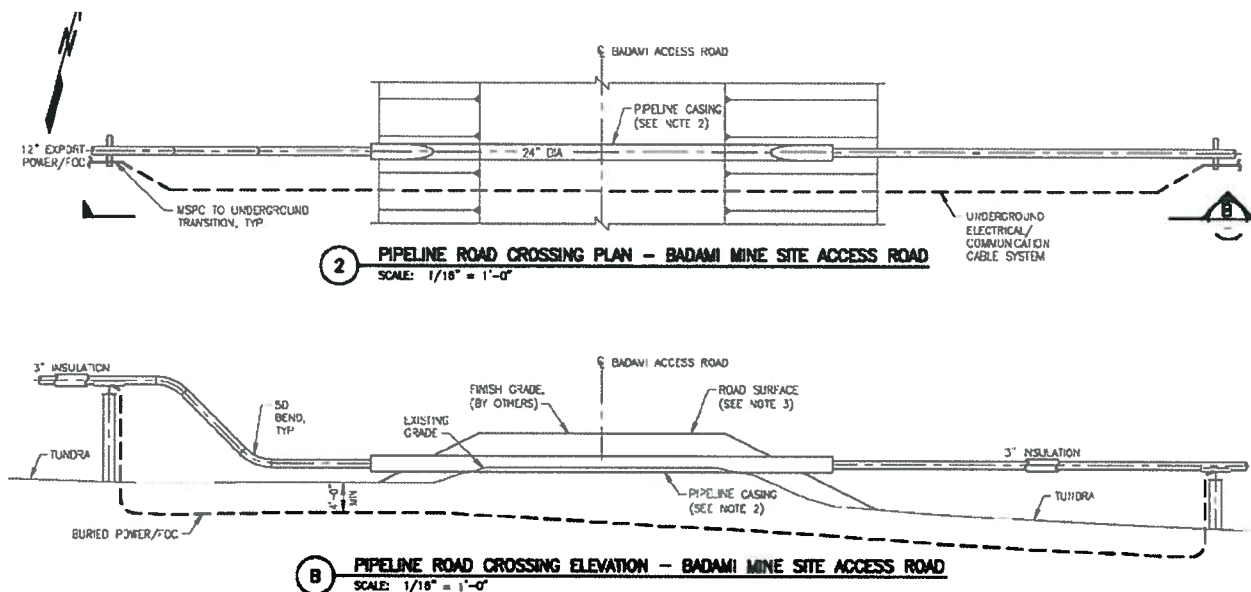 N
℄ BADAMI ACCESS ROAD
PIPELINE CASING
(SEE NOTE 2)
12" EXPORT
POWER/FOC
24" DIA
MSPC TO UNDERGROUND
TRANSITION, TYP
UNDERGROUND
ELECTRICAL/
COMMUNICATION
CABLE SYSTEM
B
2
PIPELINE ROAD CROSSING PLAN - BADAMI MINE SITE ACCESS ROAD
SCALE: 1/16" = 1'-0"
℄ BADAMI ACCESS ROAD
3" INSULATION
FINISH GRADE,
(BY OTHERS)
ROAD SURFACE
(SEE NOTE 3)
5D
BEND,
TYP
EXISTING
GRADE
TUNDRA
3" INSULATION
4'-0"
MIN
PIPELINE CASING
(SEE NOTE 2)
TUNDRA
BURIED POWER/FOC
B
PIPELINE ROAD CROSSING ELEVATION - BADAMI MINE SITE ACCESS ROAD
SCALE: 1/16" = 1'-0"